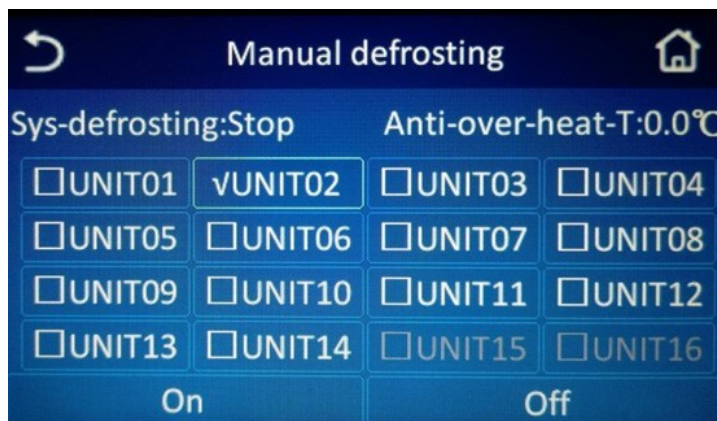 Manual defrosting
Sys-defrosting:Stop Anti-over-heat-T:0.0℃
☐UNIT01 √UNIT02 ☐UNIT03 ☐UNIT04
☐UNIT05 ☐UNIT06 ☐UNIT07 ☐UNIT08
☐UNIT09 ☐UNIT10 ☐UNIT11 ☐UNIT12
☐UNIT13 ☐UNIT14 ☐UNIT15 ☐UNIT16
On Off